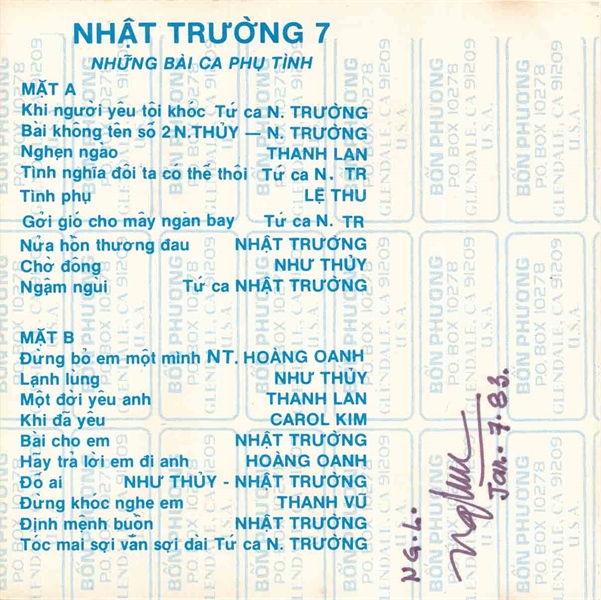 NHẬT TRƯỜNG 7
NHỮNG BÀI CA PHỤ TÌNH
MẶT A
Khi người yêu tôi khóc Tứ ca N. TRƯỜNG
Bài không tên số 2 N.THỦY — N. TRƯỜNG
Nghẹn ngào THANH LAN
Tình nghĩa đôi ta có thế thôi Tứ ca N. TR
Tình phụ LỆ THU
Gởi gió cho mây ngàn bay Tứ ca N. TR
Nửa hồn thương đau NHẬT TRƯỜNG
Chờ đông NHƯ THỦY
Ngậm ngùi Tứ ca NHẬT TRƯỜNG
MẶT B
Đừng bỏ em một mình NT. HOÀNG OANH
Lạnh lùng NHƯ THỦY
Một đời yêu anh THANH LAN
Khi đã yêu CAROL KIM
Bài cho em NHẬT TRƯỜNG
Hãy trả lời em đi anh HOÀNG OANH
Đố ai NHƯ THỦY - NHẬT TRƯỜNG
Đừng khóc nghe em THANH VŨ
Định mệnh buồn NHẬT TRƯỜNG
Tóc mai sợi vắn sợi dài Tứ ca N. TRƯỜNG
BỐN PHƯƠNG
P.O. BOX 10278
GLENDALE, CA 91209
U.S.A.
NG.L.
Jan. 7. 83.